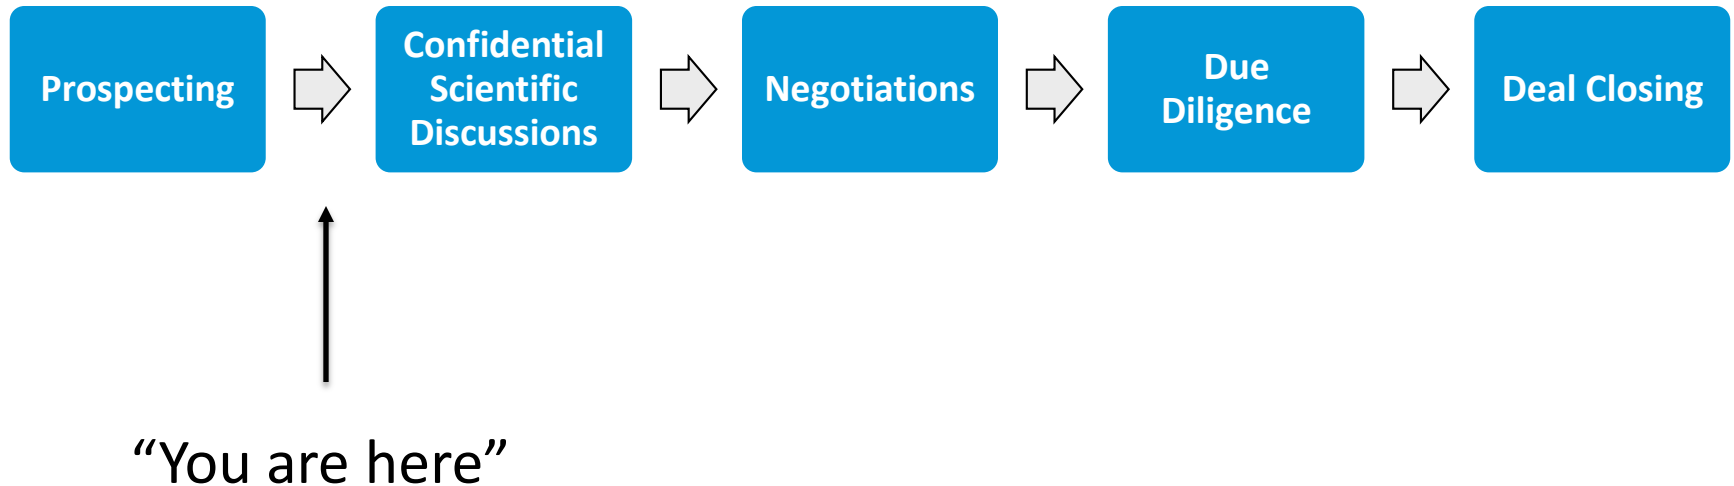 Prospecting
Confidential
Scientific
Discussions
Negotiations
Due
Diligence
Deal Closing
“You are here”